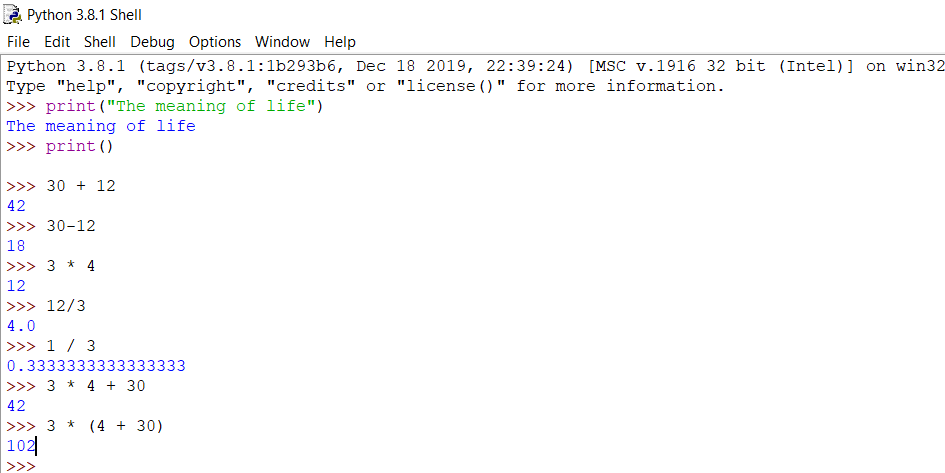 Python 3.8.1 Shell
File Edit Shell Debug Options Window Help
Python 3.8.1 (tags/v3.8.1:1b293b6, Dec 18 2019, 22:39:24) [MSC v.1916 32 bit (Intel)] on win32
Type "help", "copyright", "credits" or "license()" for more information.
>>> print("The meaning of life")
The meaning of life
>>> print()

>>> 30 + 12
42
>>> 30-12
18
>>> 3 * 4
12
>>> 12/3
4.0
>>> 1 / 3
0.3333333333333333
>>> 3 * 4 + 30
42
>>> 3 * (4 + 30)
102
>>>